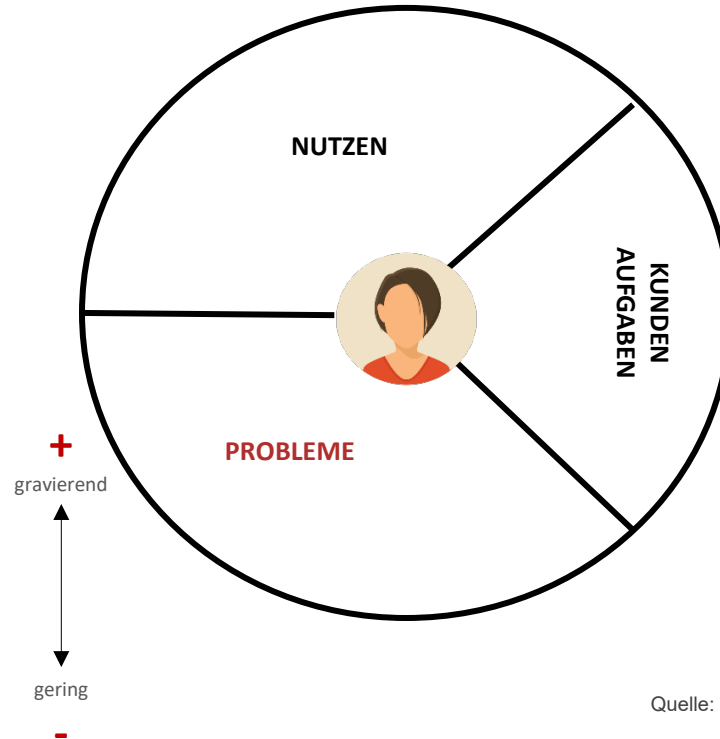 NUTZEN
KUNDEN
AUFGABEN
PROBLEME
+
gravierend
gering
-
Quelle: